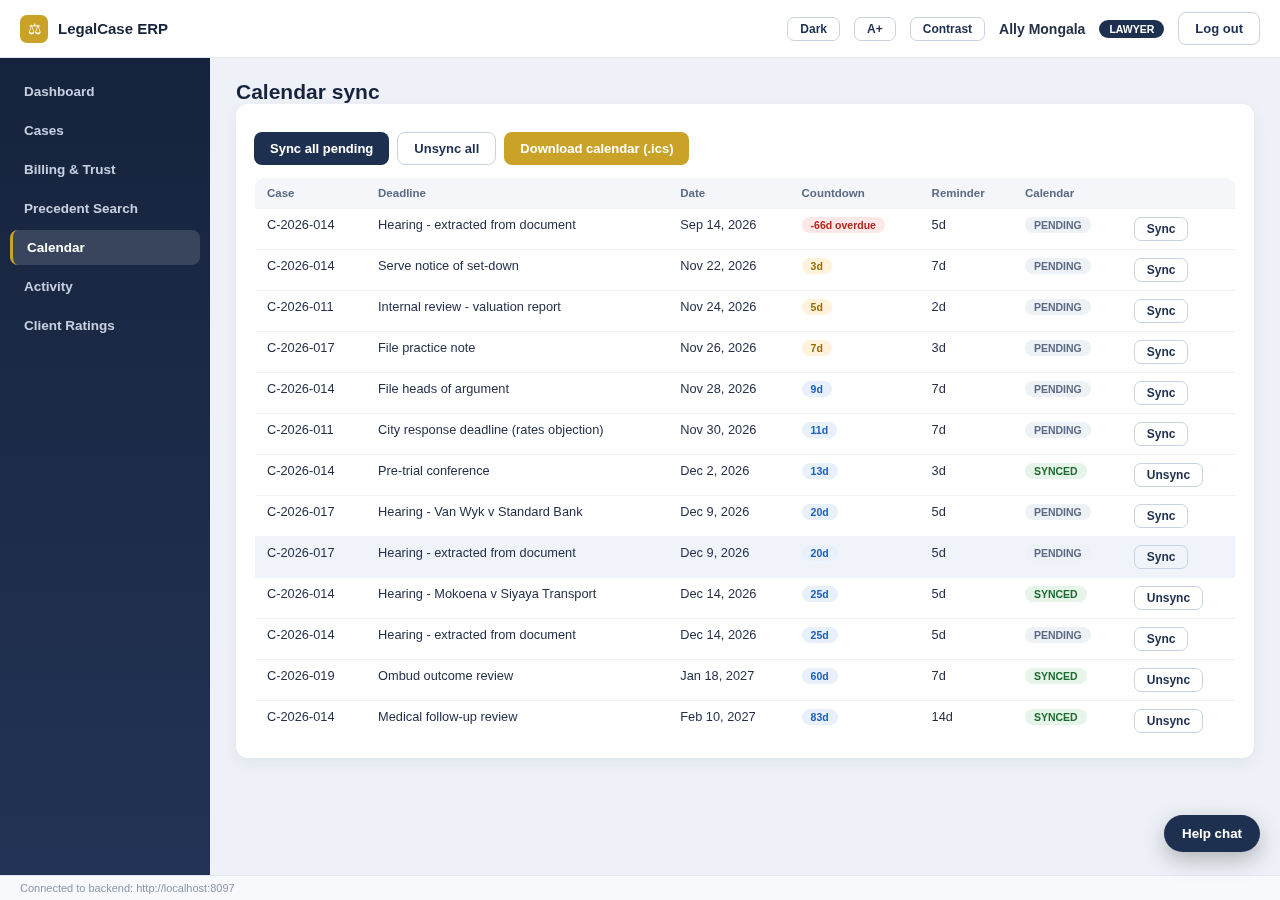 LegalCase ERP
Dark A+ Contrast Ally Mongala LAWYER Log out
Dashboard
Cases
Billing & Trust
Precedent Search
Calendar
Activity
Client Ratings
Calendar sync
Sync all pending Unsync all Download calendar (.ics)
Case Deadline Date Countdown Reminder Calendar
C-2026-014 Hearing - extracted from document Sep 14, 2026 -66d overdue 5d PENDING Sync
C-2026-014 Serve notice of set-down Nov 22, 2026 3d 7d PENDING Sync
C-2026-011 Internal review - valuation report Nov 24, 2026 5d 2d PENDING Sync
C-2026-017 File practice note Nov 26, 2026 7d 3d PENDING Sync
C-2026-014 File heads of argument Nov 28, 2026 9d 7d PENDING Sync
C-2026-011 City response deadline (rates objection) Nov 30, 2026 11d 7d PENDING Sync
C-2026-014 Pre-trial conference Dec 2, 2026 13d 3d SYNCED Unsync
C-2026-017 Hearing - Van Wyk v Standard Bank Dec 9, 2026 20d 5d PENDING Sync
C-2026-017 Hearing - extracted from document Dec 9, 2026 20d 5d PENDING Sync
C-2026-014 Hearing - Mokoena v Siyaya Transport Dec 14, 2026 25d 5d SYNCED Unsync
C-2026-014 Hearing - extracted from document Dec 14, 2026 25d 5d PENDING Sync
C-2026-019 Ombud outcome review Jan 18, 2027 60d 7d SYNCED Unsync
C-2026-014 Medical follow-up review Feb 10, 2027 83d 14d SYNCED Unsync
Help chat
Connected to backend: http://localhost:8097